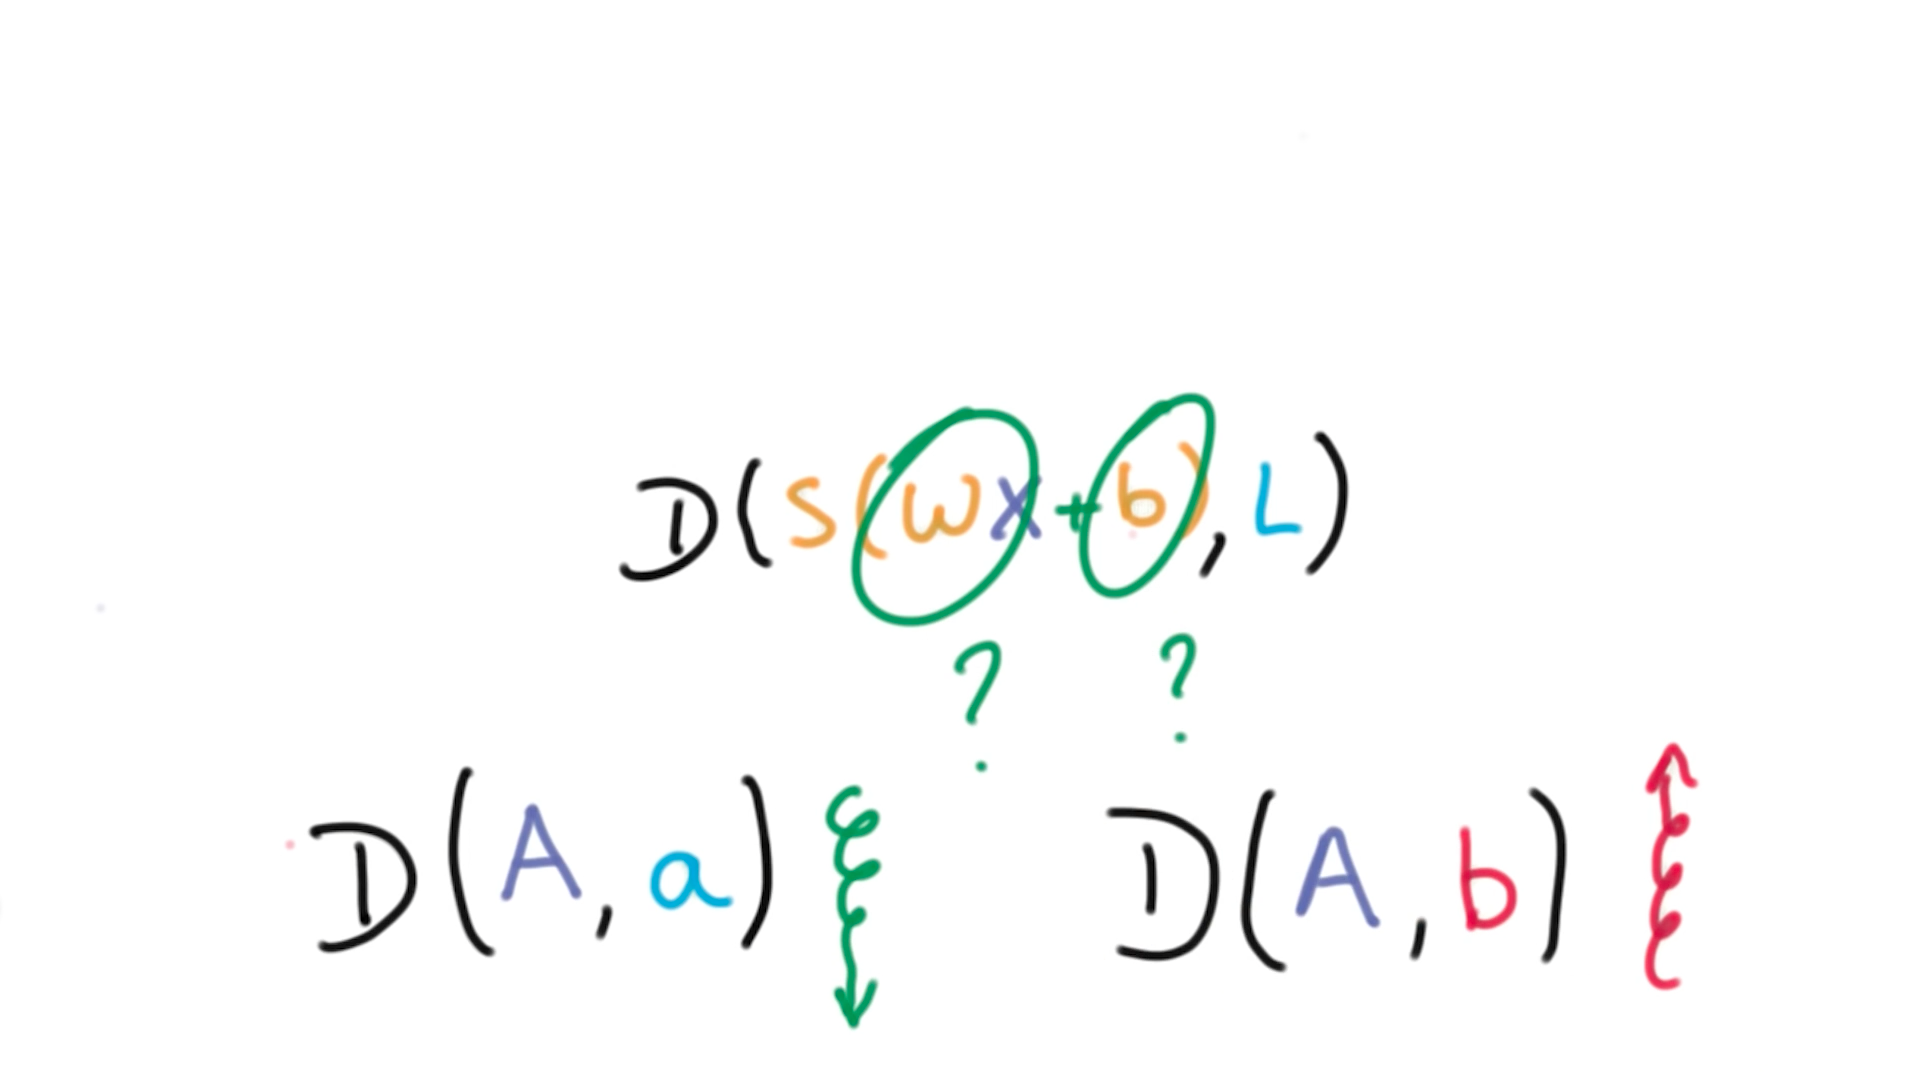 D(S(wx+b),L)
? ?
D(A,a) D(A,b)